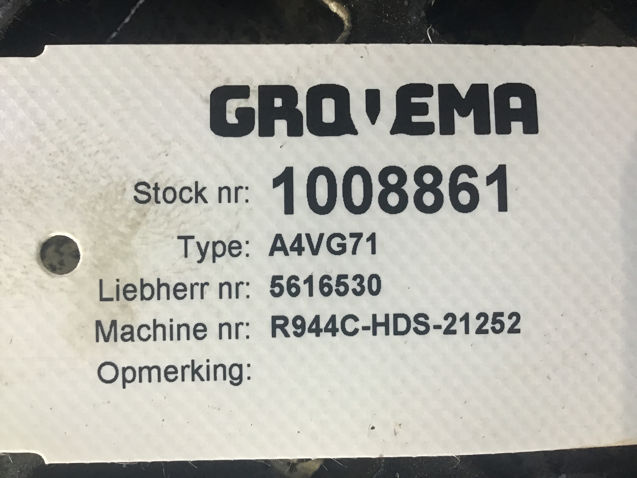 GROVEMA
Stock nr: 1008861
Type: A4VG71
Liebherr nr: 5616530
Machine nr: R944C-HDS-21252
Opmerking: